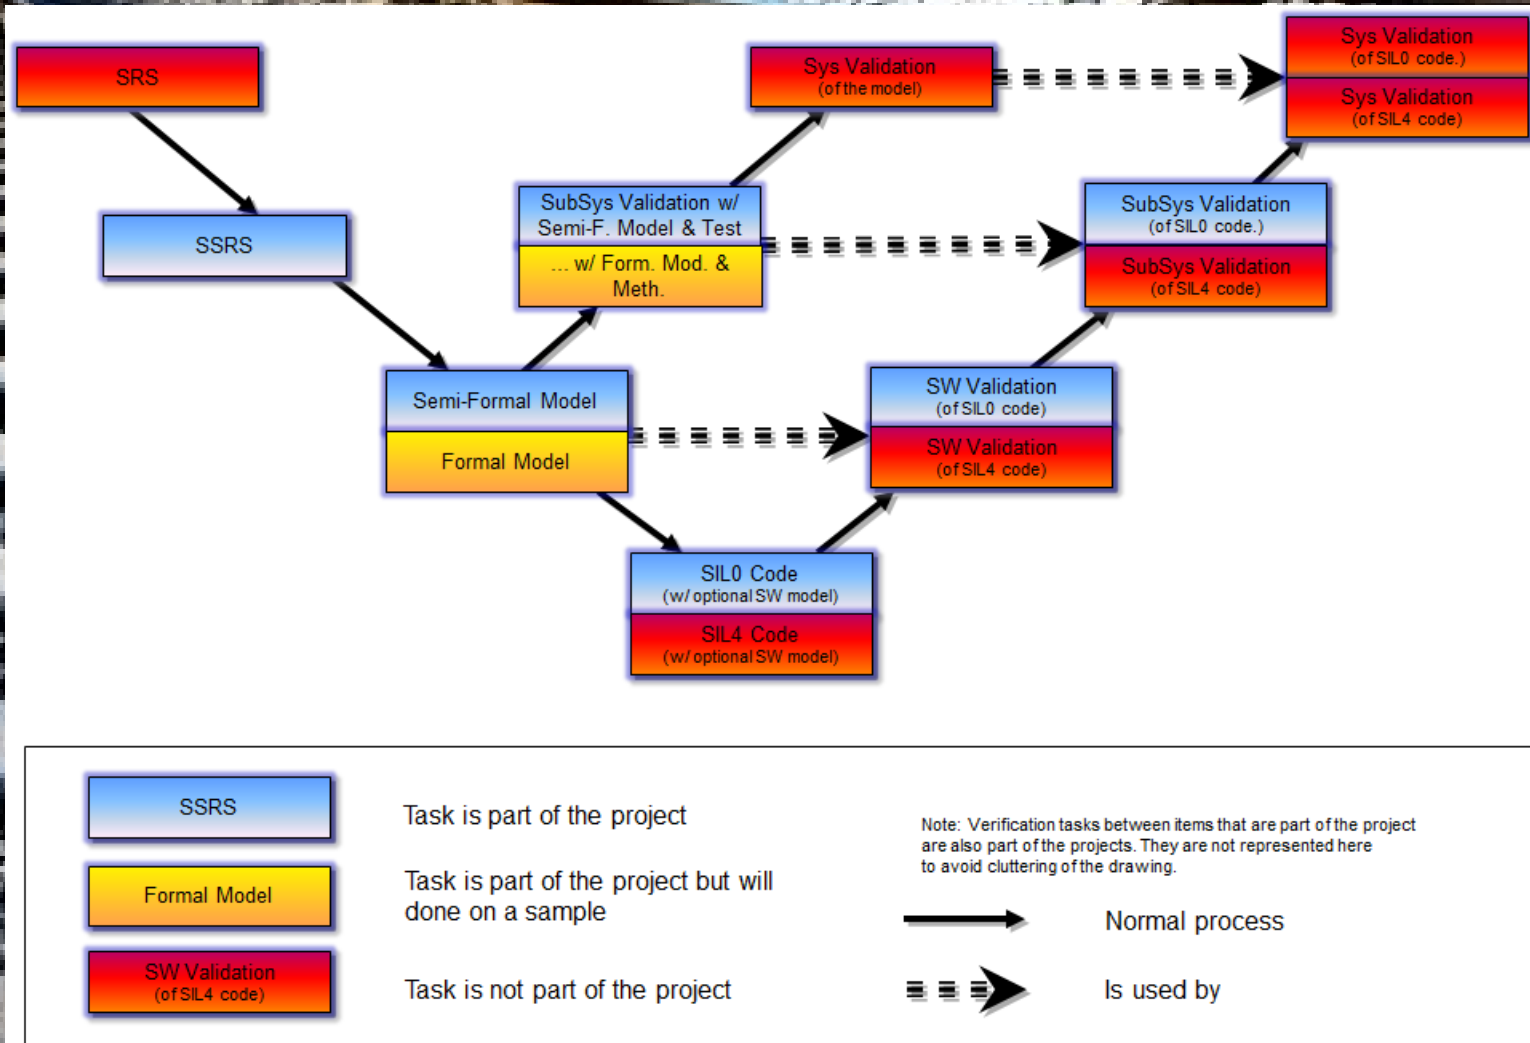 SRS
Sys Validation
(of the model)
Sys Validation
(of SIL0 code.)
Sys Validation
(of SIL4 code)
SSRS
SubSys Validation w/
Semi-F. Model & Test
... w/ Form. Mod. &
Meth.
SubSys Validation
(of SIL0 code.)
SubSys Validation
(of SIL4 code)
Semi-Formal Model
Formal Model
SW Validation
(of SIL0 code)
SW Validation
(of SIL4 code)
SIL0 Code
(w/ optional SW model)
SIL4 Code
(w/ optional SW model)
SSRS
Task is part of the project
Formal Model
Task is part of the project but will
done on a sample
SW Validation
(of SIL4 code)
Task is not part of the project
Note: Verification tasks between items that are part of the project
are also part of the projects. They are not represented here
to avoid cluttering of the drawing.
Normal process
Is used by